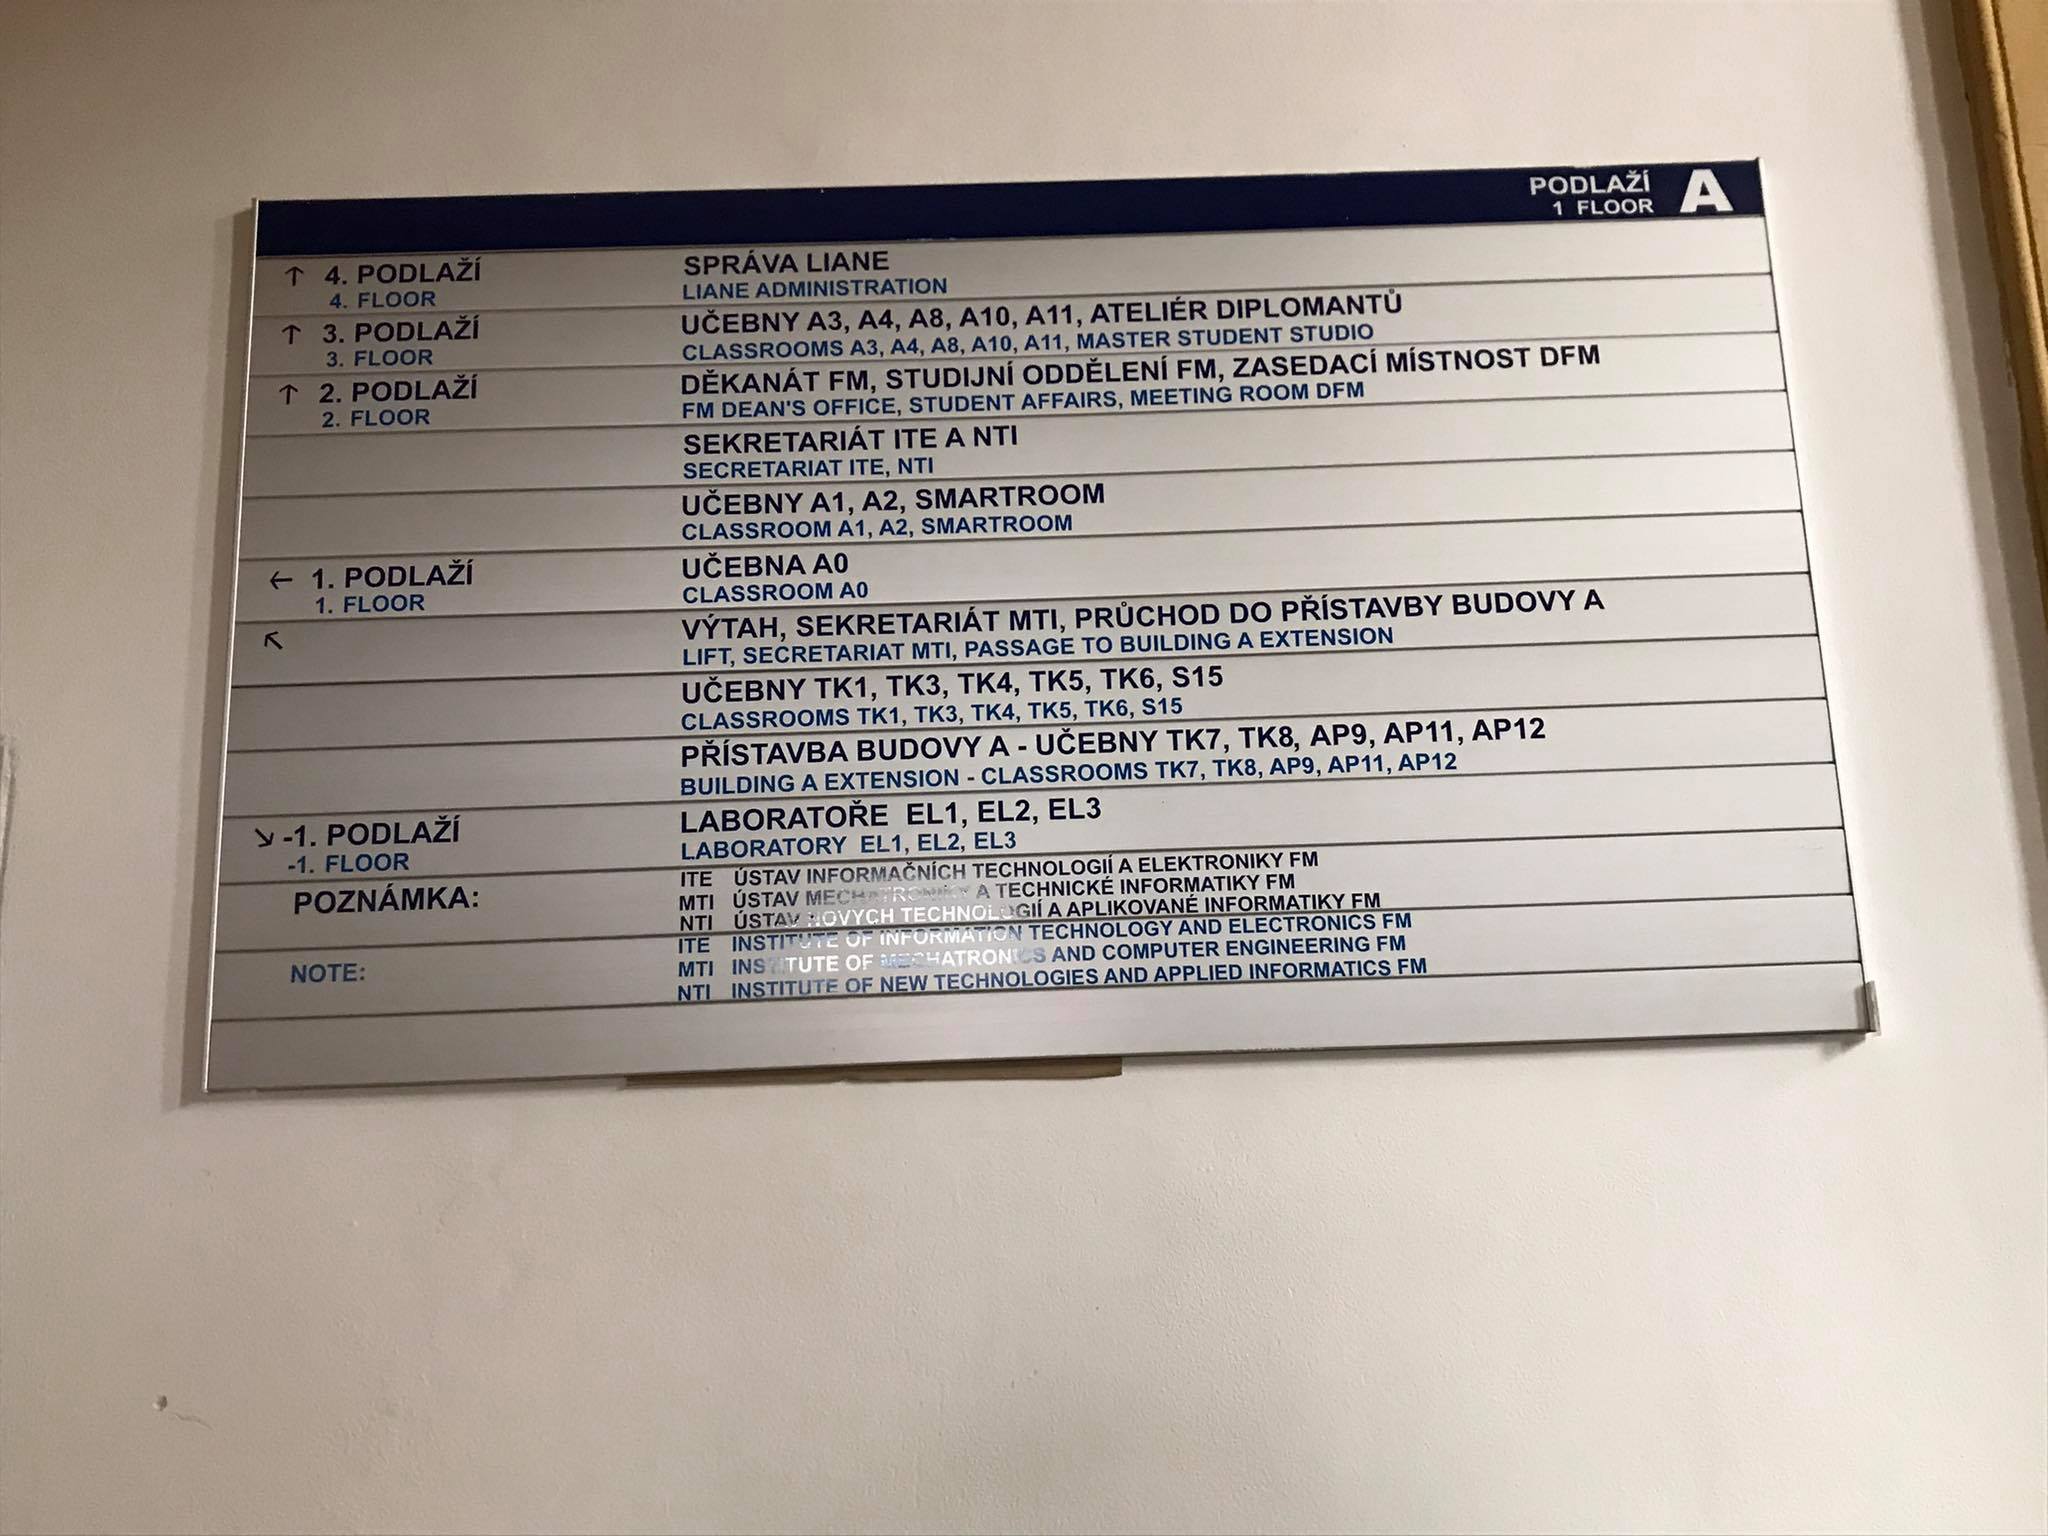 PODLAŽÍ A
1 FLOOR
↑ 4. PODLAŽÍ SPRÁVA LIANE
4. FLOOR LIANE ADMINISTRATION
↑ 3. PODLAŽÍ UČEBNY A3, A4, A8, A10, A11, ATELIÉR DIPLOMANTŮ
3. FLOOR CLASSROOMS A3, A4, A8, A10, A11, MASTER STUDENT STUDIO
↑ 2. PODLAŽÍ DĚKANÁT FM, STUDIJNÍ ODDĚLENÍ FM, ZASEDACÍ MÍSTNOST DFM
2. FLOOR FM DEAN'S OFFICE, STUDENT AFFAIRS, MEETING ROOM DFM
SEKRETARIÁT ITE A NTI
SECRETARIAT ITE, NTI
UČEBNY A1, A2, SMARTROOM
CLASSROOM A1, A2, SMARTROOM
← 1. PODLAŽÍ UČEBNA A0
1. FLOOR CLASSROOM A0
↖ VÝTAH, SEKRETARIÁT MTI, PRŮCHOD DO PŘÍSTAVBY BUDOVY A
LIFT, SECRETARIAT MTI, PASSAGE TO BUILDING A EXTENSION
UČEBNY TK1, TK3, TK4, TK5, TK6, S15
CLASSROOMS TK1, TK3, TK4, TK5, TK6, S15
PŘÍSTAVBA BUDOVY A - UČEBNY TK7, TK8, AP9, AP11, AP12
BUILDING A EXTENSION - CLASSROOMS TK7, TK8, AP9, AP11, AP12
↘ -1. PODLAŽÍ LABORATOŘE EL1, EL2, EL3
-1. FLOOR LABORATORY EL1, EL2, EL3
POZNÁMKA: ITE ÚSTAV INFORMAČNÍCH TECHNOLOGIÍ A ELEKTRONIKY FM
MTI ÚSTAV MECHATRONIKY A TECHNICKÉ INFORMATIKY FM
NTI ÚSTAV NOVÝCH TECHNOLOGIÍ A APLIKOVANÉ INFORMATIKY FM
NOTE: ITE INSTITUTE OF INFORMATION TECHNOLOGY AND ELECTRONICS FM
MTI INSTITUTE OF MECHATRONICS AND COMPUTER ENGINEERING FM
NTI INSTITUTE OF NEW TECHNOLOGIES AND APPLIED INFORMATICS FM